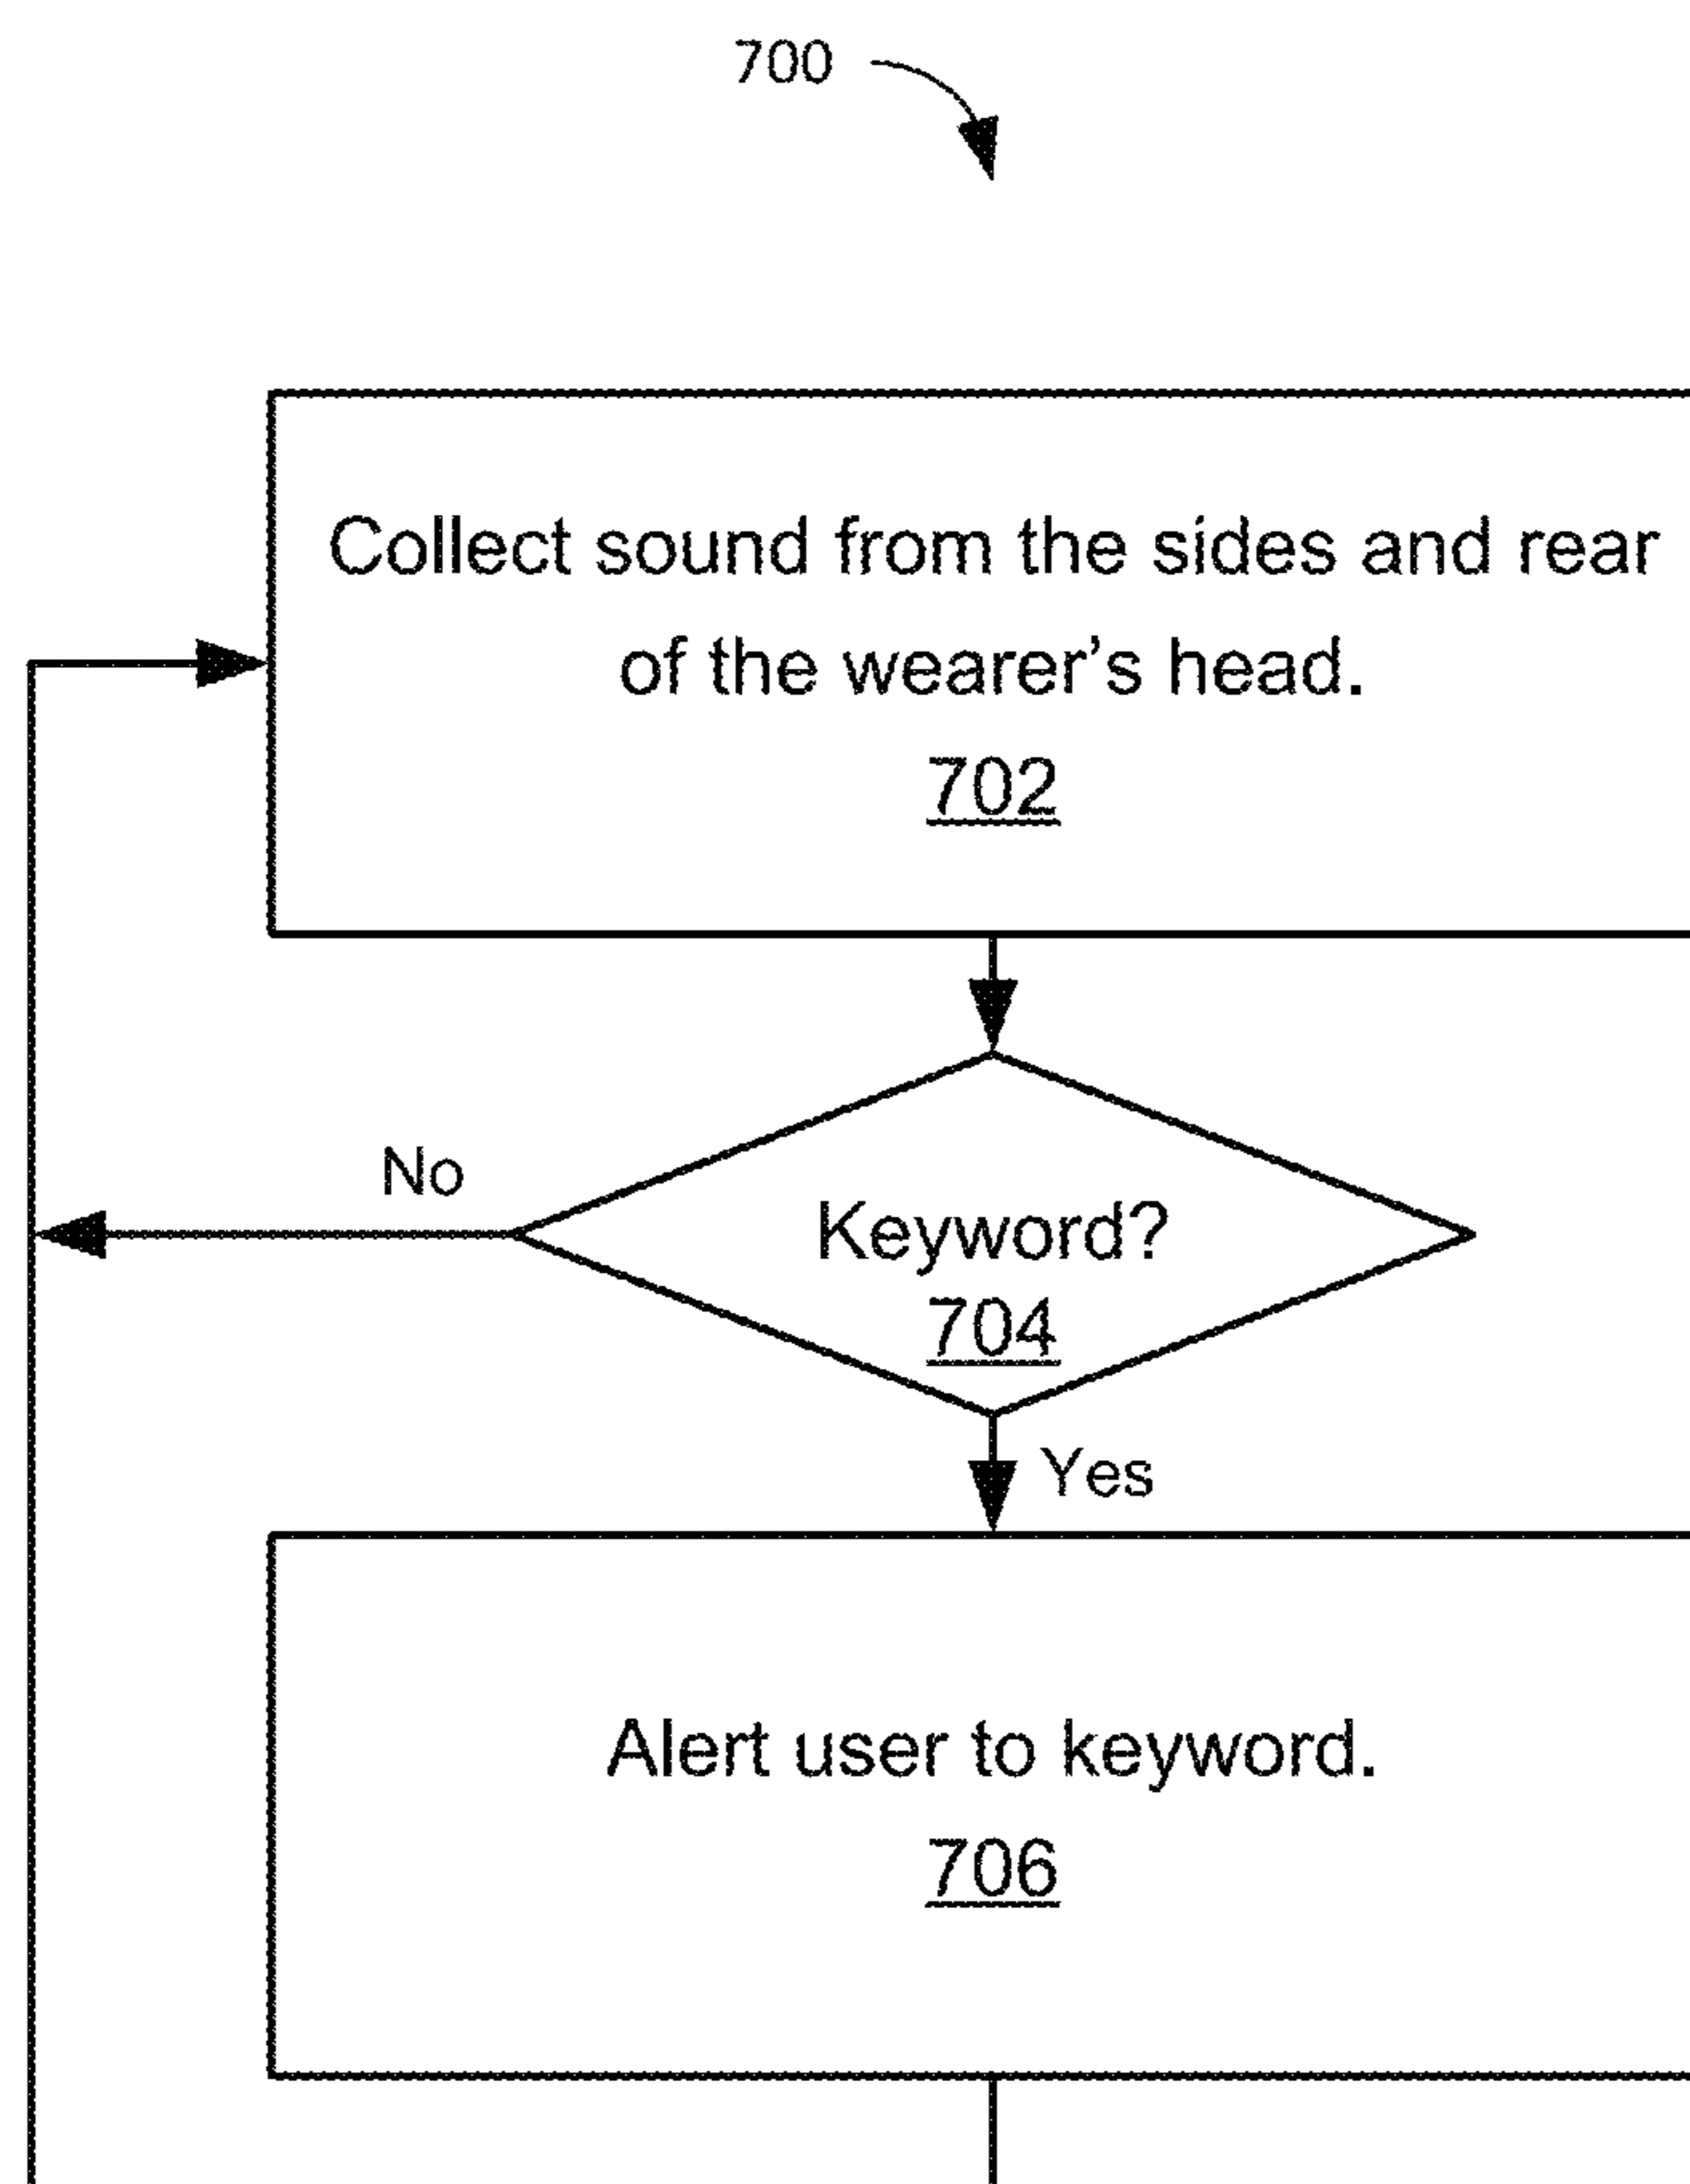 700
Collect sound from the sides and rear
of the wearer’s head.
702
No
Keyword?
704
Yes
Alert user to keyword.
706